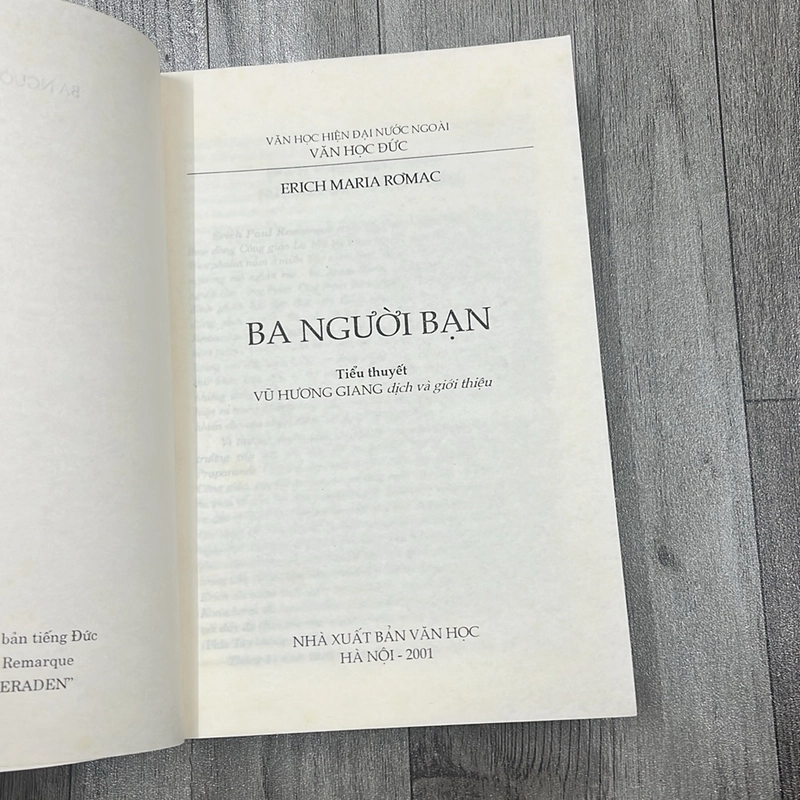 bản tiếng Đức
Remarque
ERADEN"
VĂN HỌC HIỆN ĐẠI NƯỚC NGOÀI
VĂN HỌC ĐỨC
ERICH MARIA RƠMAC
BA NGƯỜI BẠN
Tiểu thuyết
VŨ HƯƠNG GIANG dịch và giới thiệu
NHÀ XUẤT BẢN VĂN HỌC
HÀ NỘI - 2001